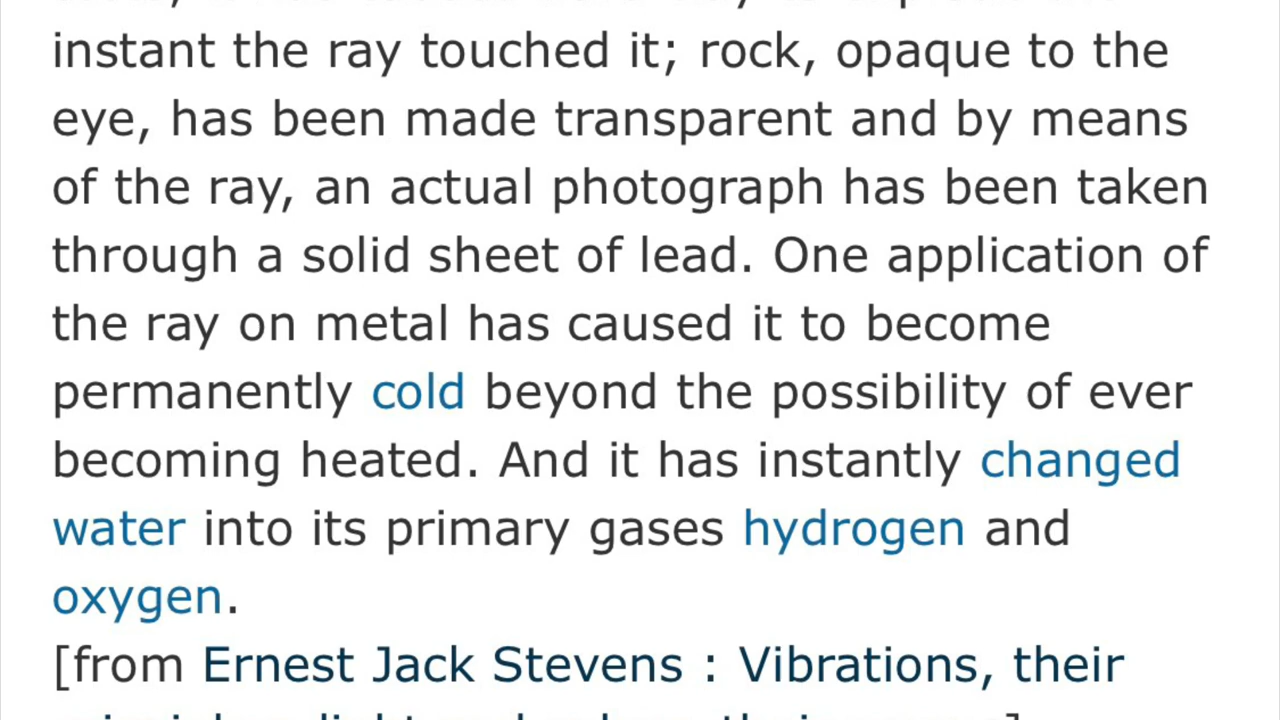 instant the ray touched it; rock, opaque to the
eye, has been made transparent and by means
of the ray, an actual photograph has been taken
through a solid sheet of lead. One application of
the ray on metal has caused it to become
permanently cold beyond the possibility of ever
becoming heated. And it has instantly changed
water into its primary gases hydrogen and
oxygen.
[from Ernest Jack Stevens : Vibrations, their